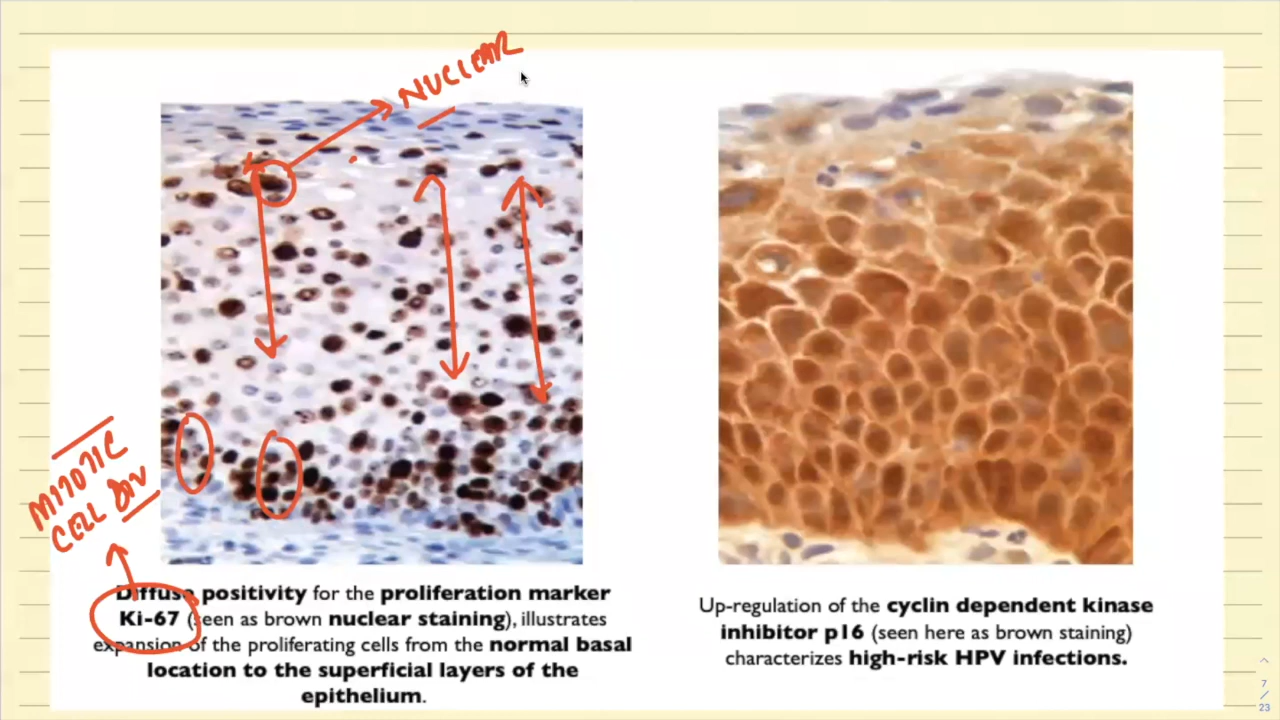 NUCLEAR
MITOTIC
CELL DIV
Diffuse positivity for the proliferation marker
Ki-67 (seen as brown nuclear staining), illustrates
expansion of the proliferating cells from the normal basal
location to the superficial layers of the
epithelium.
Up-regulation of the cyclin dependent kinase
inhibitor p16 (seen here as brown staining)
characterizes high-risk HPV infections.
7
/
23